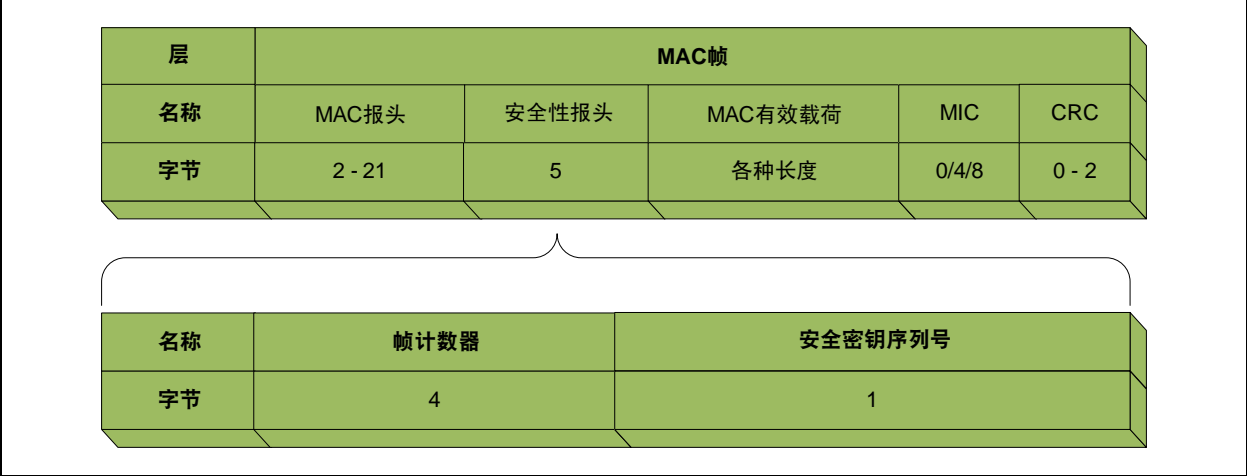 层 MAC帧
名称 MAC报头 安全性报头 MAC有效载荷 MIC CRC
字节 2 - 21 5 各种长度 0/4/8 0 - 2
名称 帧计数器 安全密钥序列号
字节 4 1